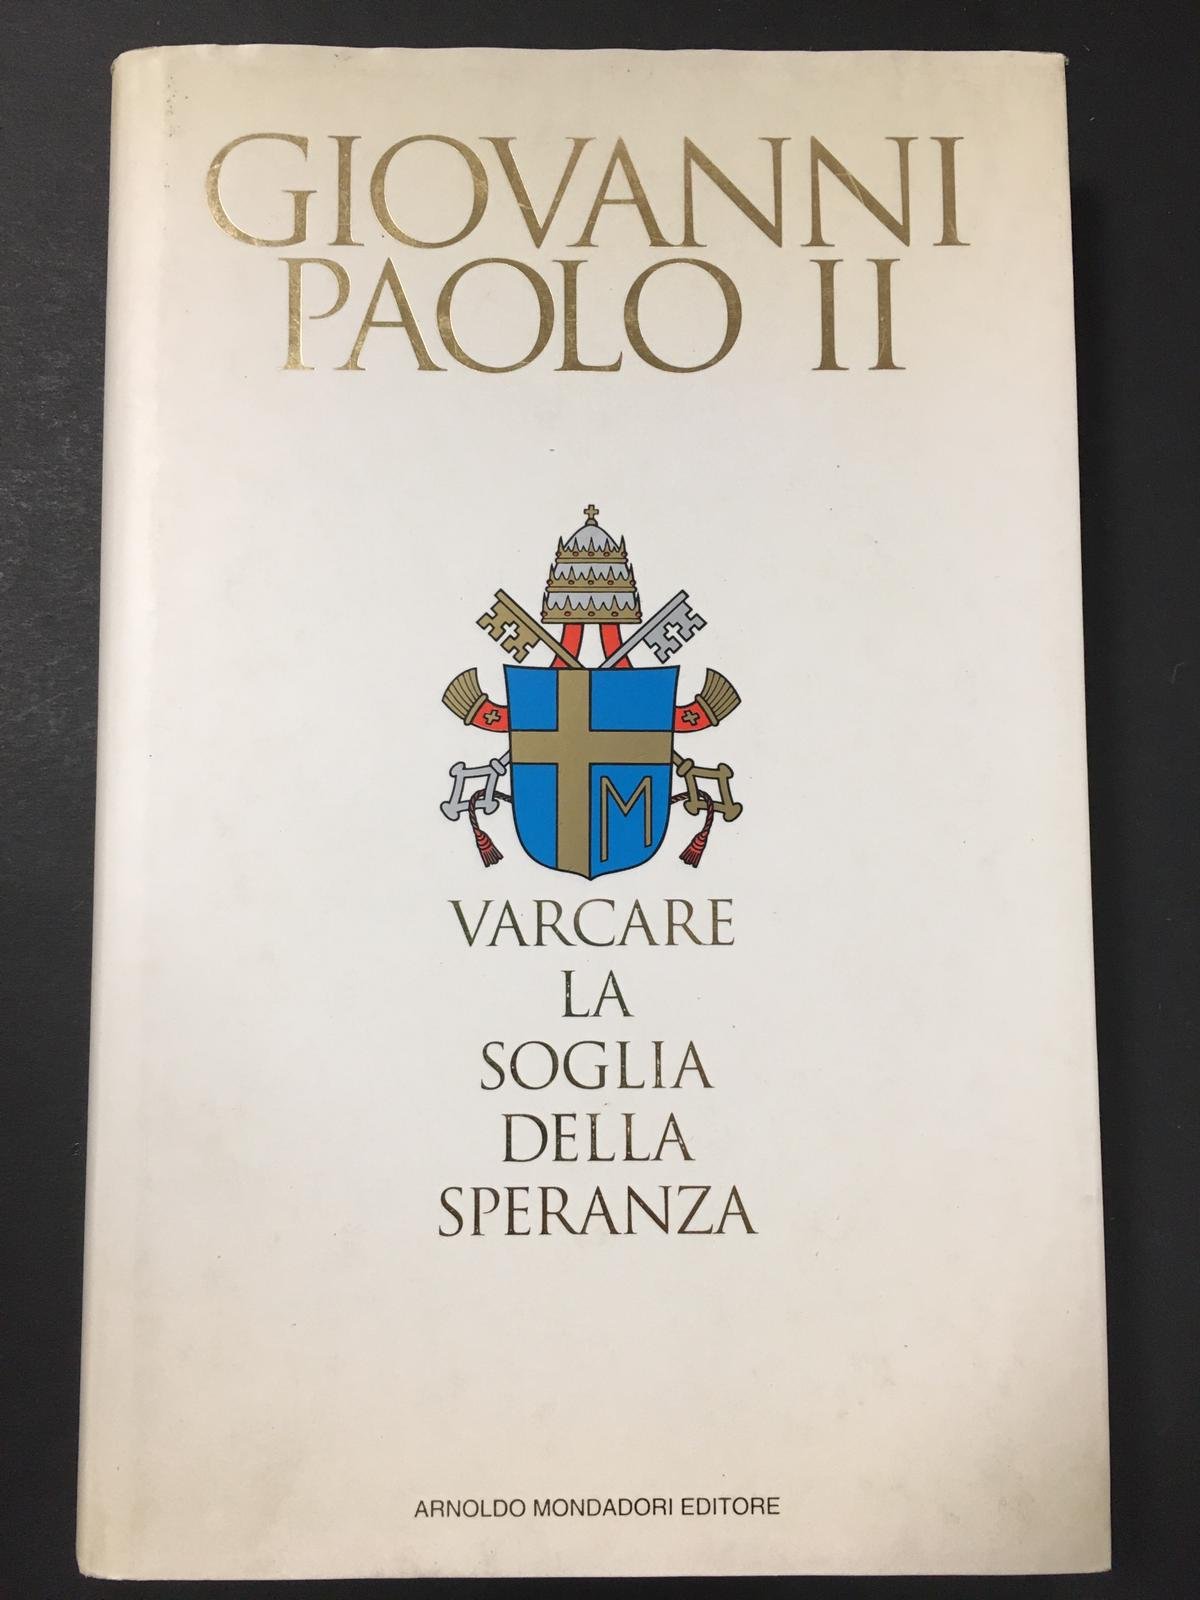 GIOVANNI
PAOLO II
M
VARCARE
LA
SOGLIA
DELLA
SPERANZA
ARNOLDO MONDADORI EDITORE